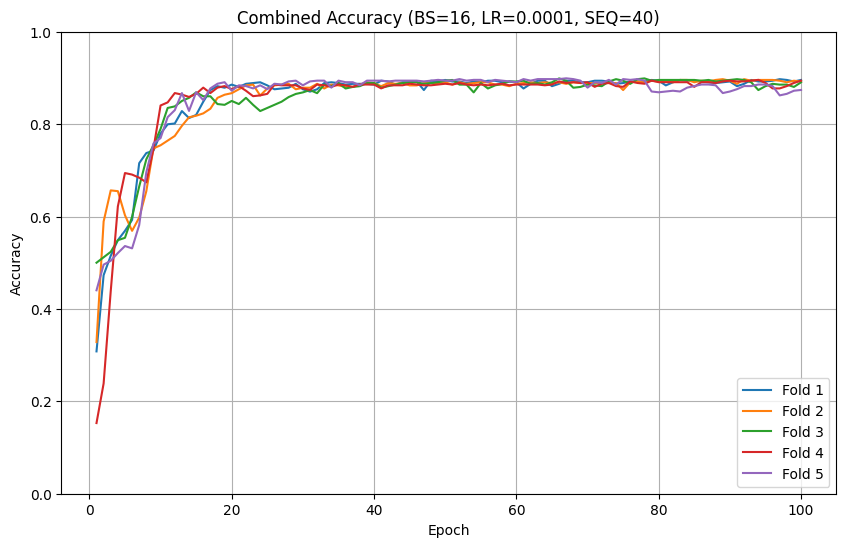 Combined Accuracy (BS=16, LR=0.0001, SEQ=40)
1.0
0.8
0.6
0.4
0.2
0.0
Accuracy
0 20 40 60 80 100
Epoch
Fold 1
Fold 2
Fold 3
Fold 4
Fold 5